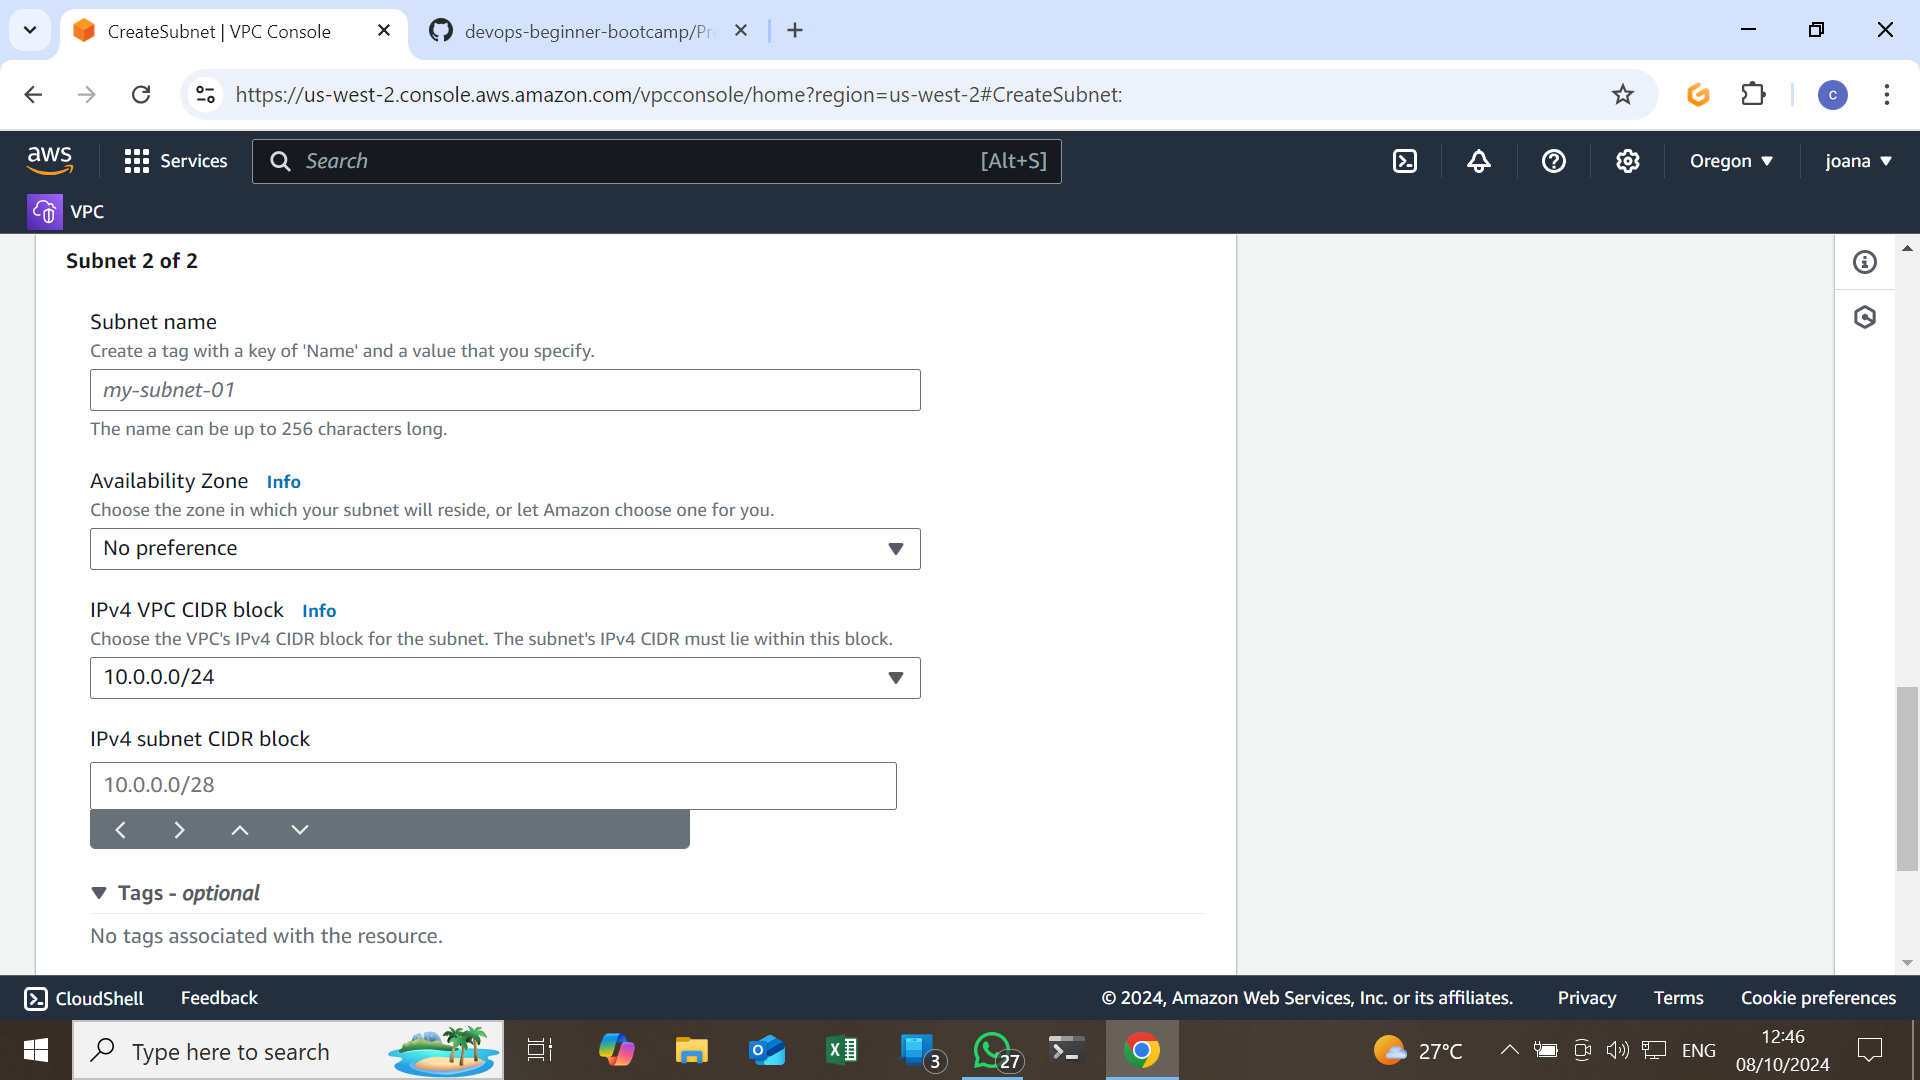 CreateSubnet | VPC Console
devops-beginner-bootcamp/Pr
https://us-west-2.console.aws.amazon.com/vpcconsole/home?region=us-west-2#CreateSubnet:
C
aws
Services
Search
[Alt+S]
Oregon
joana
VPC
Subnet 2 of 2
Subnet name
Create a tag with a key of 'Name' and a value that you specify.
my-subnet-01
The name can be up to 256 characters long.
Availability Zone Info
Choose the zone in which your subnet will reside, or let Amazon choose one for you.
No preference
IPv4 VPC CIDR block Info
Choose the VPC's IPv4 CIDR block for the subnet. The subnet's IPv4 CIDR must lie within this block.
10.0.0.0/24
IPv4 subnet CIDR block
10.0.0.0/28
Tags - optional
No tags associated with the resource.
CloudShell
Feedback
© 2024, Amazon Web Services, Inc. or its affiliates.
Privacy
Terms
Cookie preferences
Type here to search
3
27
27°C
ENG
12:46
08/10/2024